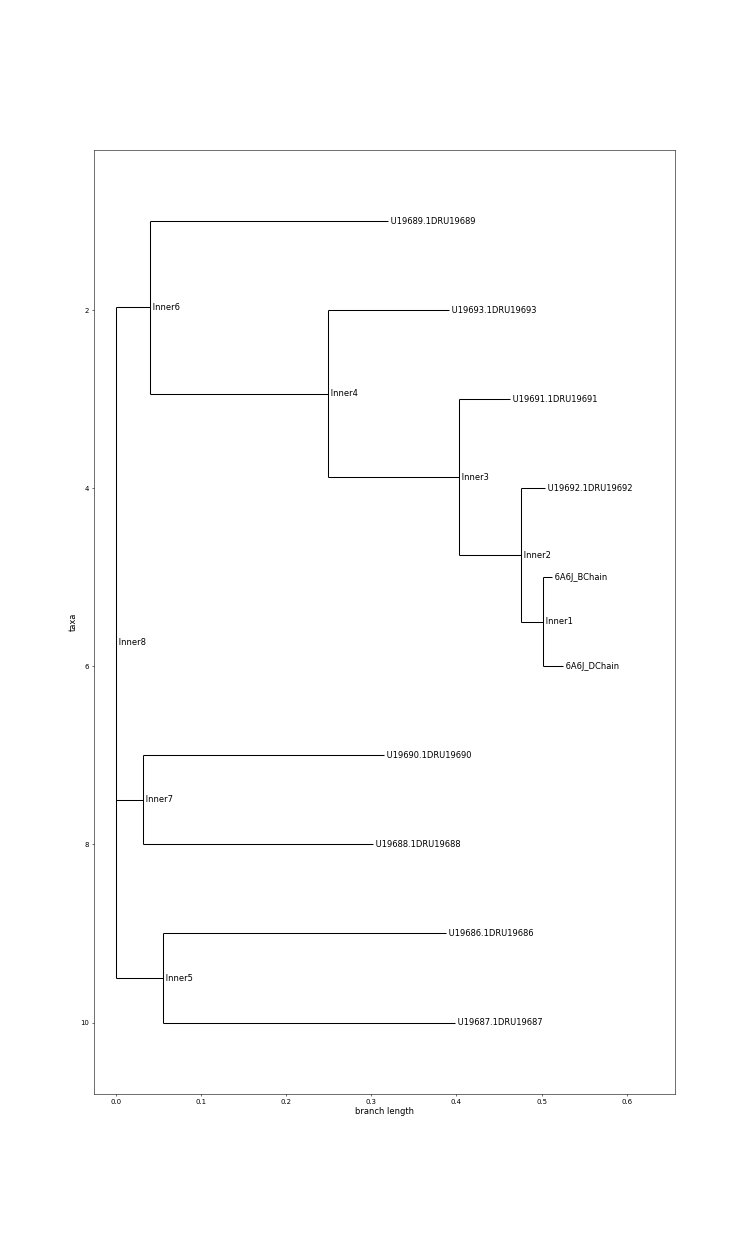 U19689.1DRU19689
Inner6
2
U19693.1DRU19693
Inner4
U19691.1DRU19691
Inner3
4
U19692.1DRU19692
Inner2
6A6J_BChain
Inner1
taxa
Inner8
6
6A6J_DChain
U19690.1DRU19690
Inner7
8
U19688.1DRU19688
U19686.1DRU19686
Inner5
10
U19687.1DRU19687
0.0 0.1 0.2 0.3 0.4 0.5 0.6
branch length